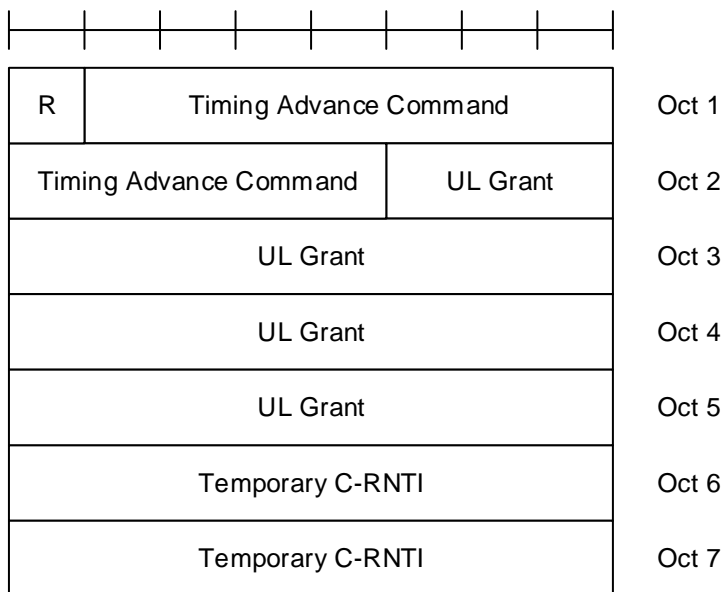 R Timing Advance Command Oct 1
Timing Advance Command UL Grant Oct 2
UL Grant Oct 3
UL Grant Oct 4
UL Grant Oct 5
Temporary C-RNTI Oct 6
Temporary C-RNTI Oct 7